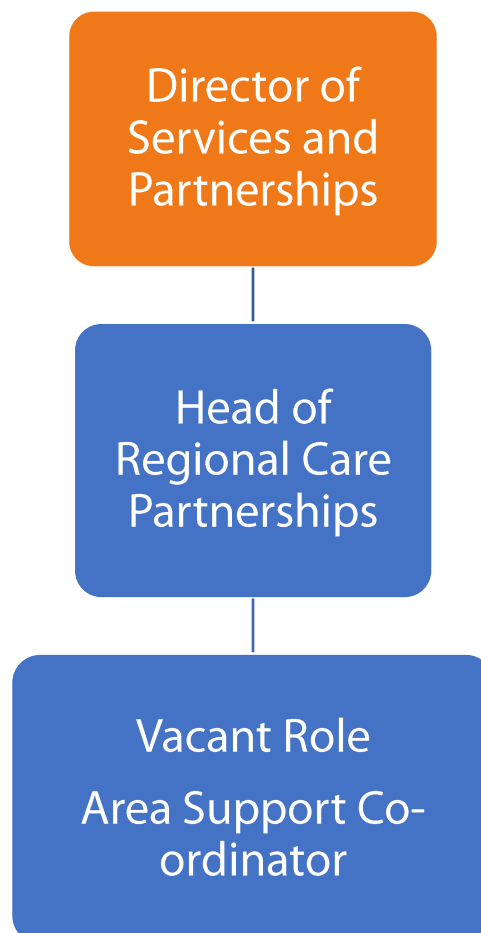 Director of
Services and
Partnerships
Head of
Regional Care
Partnerships
Vacant Role
Area Support Co-
ordinator